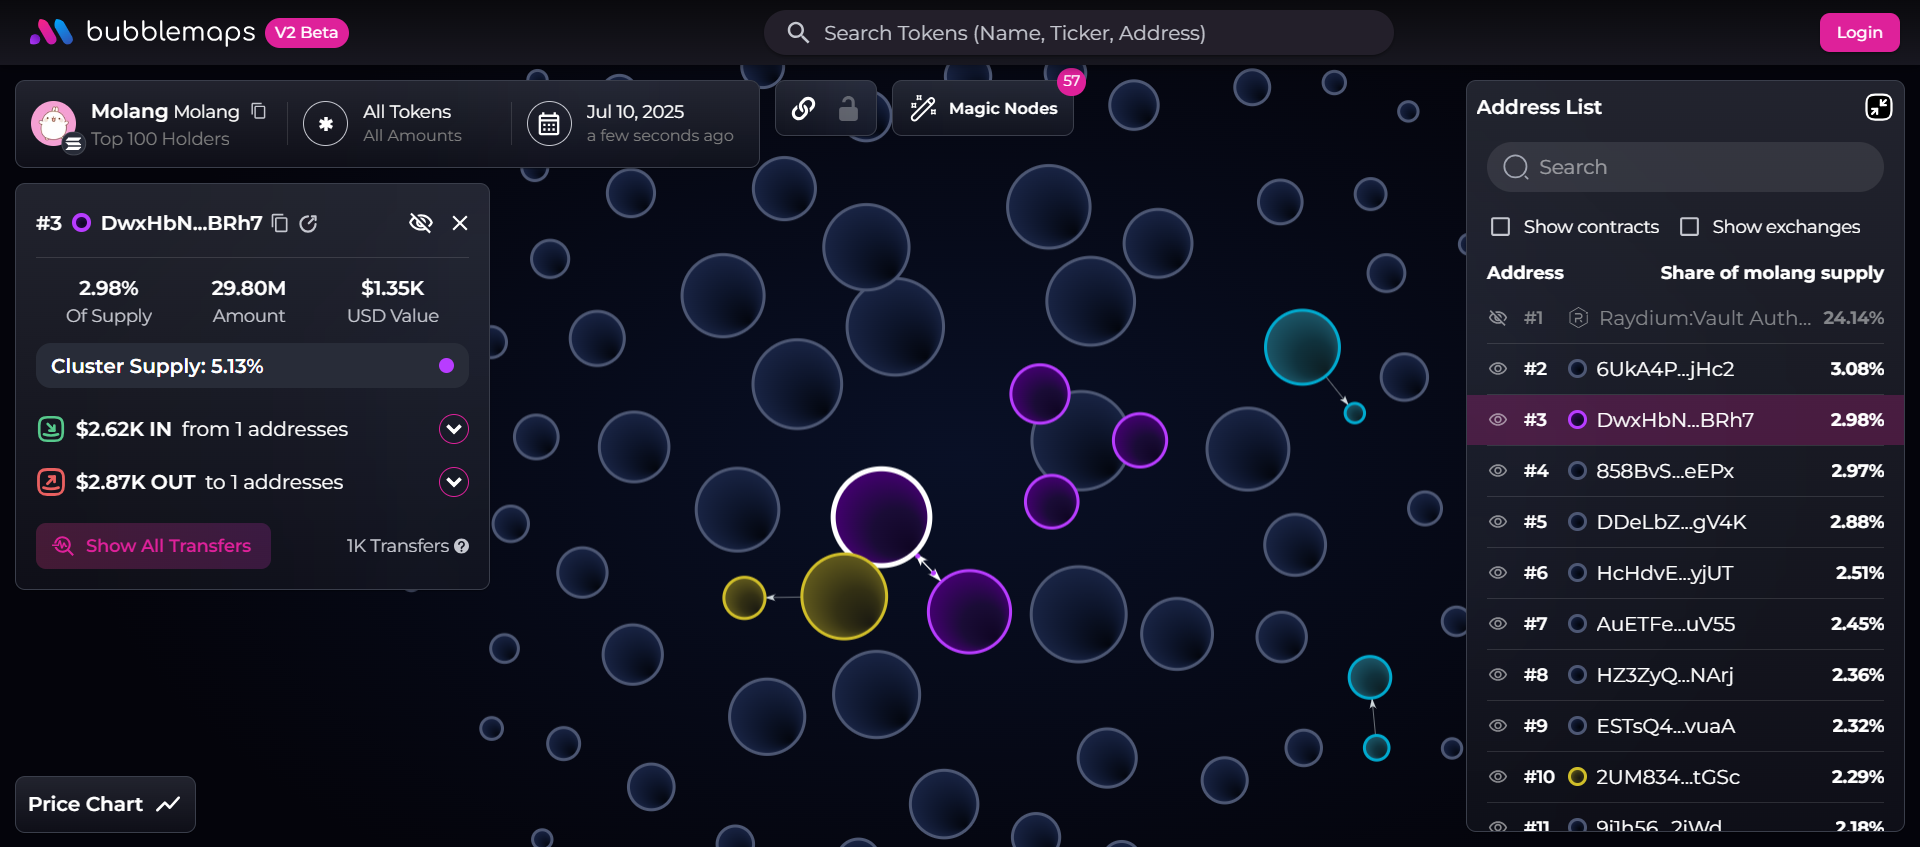 bubblemaps V2 Beta
Search Tokens (Name, Ticker, Address)
Login
Molang Molang
Top 100 Holders
All Tokens
All Amounts
Jul 10, 2025
a few seconds ago
Magic Nodes
57
#3 DwxHbN...BRh7
2.98% 29.80M $1.35K
Of Supply Amount USD Value
Cluster Supply: 5.13%
$2.62K IN from 1 addresses
$2.87K OUT to 1 addresses
Show All Transfers 1K Transfers ?
Price Chart
Address List
Search
Show contracts Show exchanges
Address Share of molang supply
#1 Raydium:Vault Auth... 24.14%
#2 6UkA4P...jHc2 3.08%
#3 DwxHbN...BRh7 2.98%
#4 858BvS...eEPx 2.97%
#5 DDeLbZ...gV4K 2.88%
#6 HcHdvE...yjUT 2.51%
#7 AuETFe...uV55 2.45%
#8 HZ3ZyQ...NArj 2.36%
#9 ESTsQ4...vuaA 2.32%
#10 2UM834...tGSc 2.29%
#11 2.18%